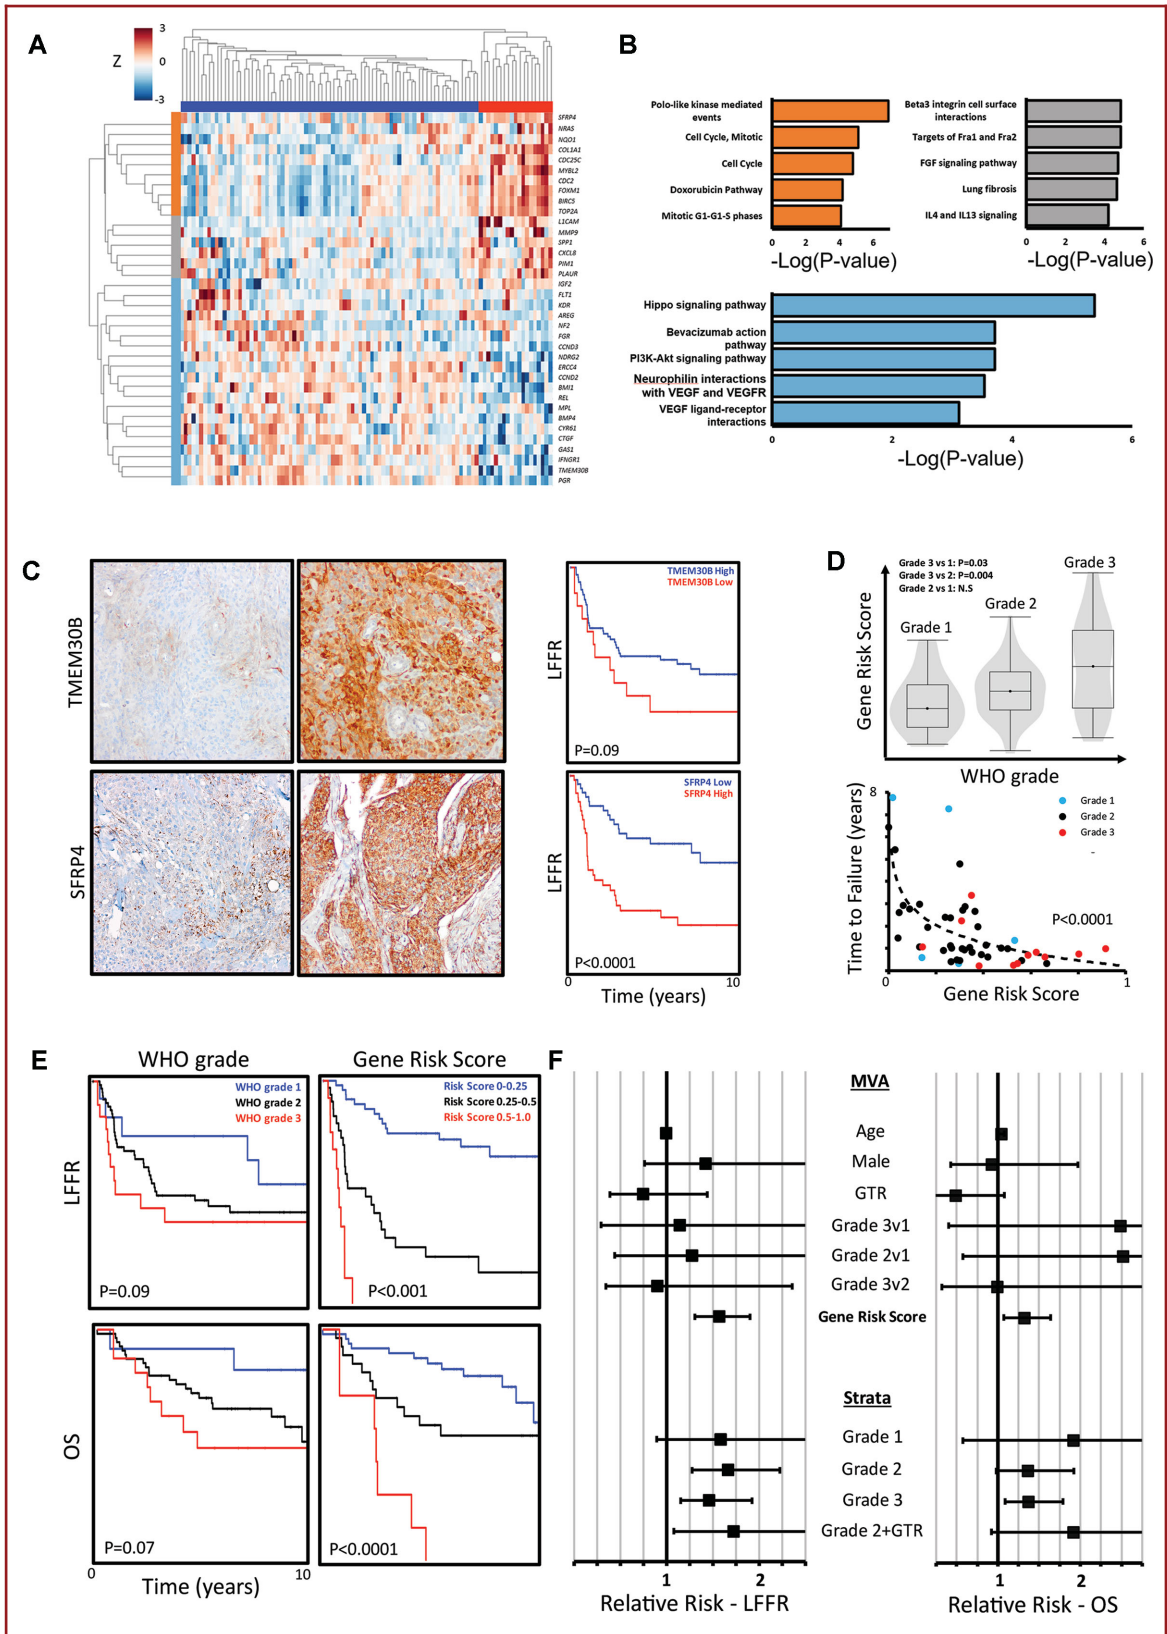 A
Z
3
0
-3
SFRP4
NRAS
NQO1
COL1A1
CDC25C
MYBL2
CDC2
FOXM1
BIRC5
TOP2A
L1CAM
MMP9
SPP1
CXCL8
PIM1
PLAUR
IGF2
FLT1
KDR
AREG
NF2
FGR
CCND3
NDRG2
ERCC4
CCND2
BMI1
REL
MPL
BMP4
CYR61
CTGF
GAS1
IFNGR1
TMEM30B
PGR
B
Polo-like kinase mediated
events
Cell Cycle, Mitotic
Cell Cycle
Doxorubicin Pathway
Mitotic G1-G1-S phases
0 2 4 6
-Log(P-value)
Beta3 integrin cell surface
interactions
Targets of Fra1 and Fra2
FGF signaling pathway
Lung fibrosis
IL4 and IL13 signaling
0 2 4 6
-Log(P-value)
Hippo signaling pathway
Bevacizumab action
pathway
PI3K-Akt signaling pathway
Neurophilin interactions
with VEGF and VEGFR
VEGF ligand-receptor
interactions
0 2 4 6
-Log(P-value)
C
TMEM30B
SFRP4
LFFR
TMEM30B High
TMEM30B Low
P=0.09
LFFR
SFRP4 Low
SFRP4 High
P<0.0001
Time (years)
10
D
Grade 3 vs 1: P=0.03
Grade 3 vs 2: P=0.004
Grade 2 vs 1: N.S
Gene Risk Score
Grade 1
Grade 2
Grade 3
WHO grade
Time to Failure (years)
8
Grade 1
Grade 2
Grade 3
-
P<0.0001
0
1
Gene Risk Score
E
WHO grade
Gene Risk Score
LFFR
WHO grade 1
WHO grade 2
WHO grade 3
P=0.09
Risk Score 0-0.25
Risk Score 0.25-0.5
Risk Score 0.5-1.0
P<0.001
OS
P=0.07
P<0.0001
0
10
Time (years)
F
MVA
Age
Male
GTR
Grade 3v1
Grade 2v1
Grade 3v2
Gene Risk Score
Strata
Grade 1
Grade 2
Grade 3
Grade 2+GTR
1 2
Relative Risk - LFFR
1 2
Relative Risk - OS